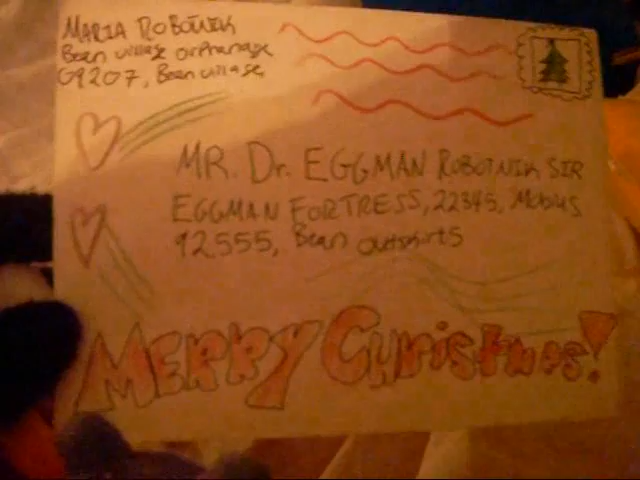 MARIA ROBOTNIK
Bean village orphanage
09207, Bean village
MR. Dr. EGGMAN ROBOTNIK SIR
EGGMAN FORTRESS, 22345, Mobius
92555, Bean outskirts
MERRY CHRISTMAS!